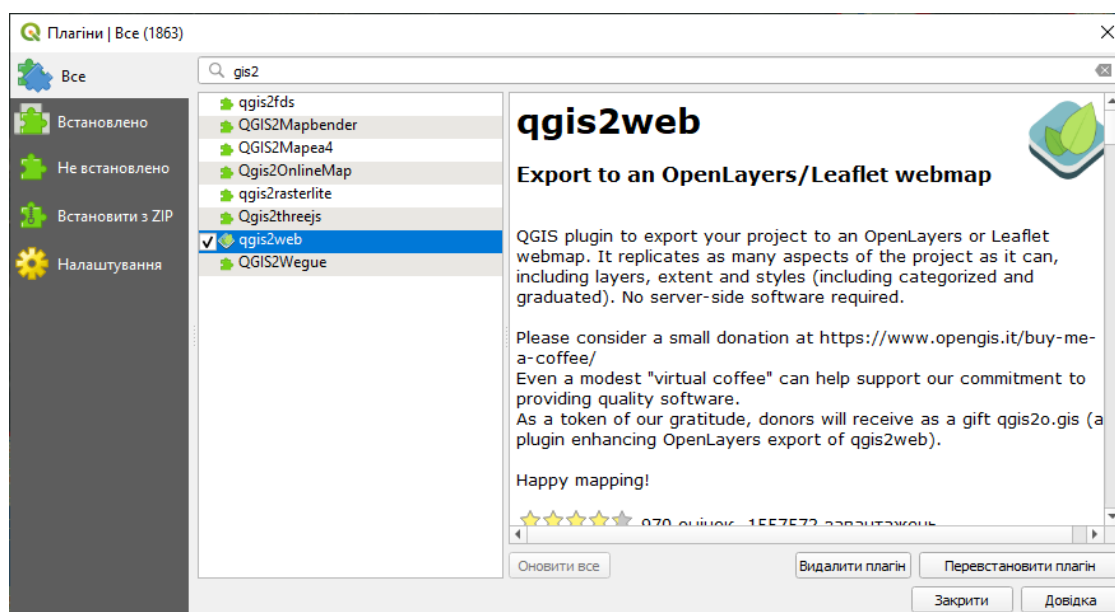 Плагіни | Все (1863)
Все
Встановлено
Не встановлено
Встановити з ZIP
Налаштування
gis2
qgis2fds
QGIS2Mapbender
QGIS2Mapea4
Qgis2OnlineMap
qgis2rasterlite
Qgis2threejs
qgis2web
QGIS2Wegue
qgis2web
Export to an OpenLayers/Leaflet webmap
QGIS plugin to export your project to an OpenLayers or Leaflet
webmap. It replicates as many aspects of the project as it can,
including layers, extent and styles (including categorized and
graduated). No server-side software required.
Please consider a small donation at https://www.opengis.it/buy-me-
a-coffee/
Even a modest "virtual coffee" can help support our commitment to
providing quality software.
As a token of our gratitude, donors will receive as a gift qgis2o.gis (a
plugin enhancing OpenLayers export of qgis2web).
Happy mapping!
970 оцінок, 1557572 завантажень
Оновити все
Видалити плагін
Перевстановити плагін
Закрити
Довідка